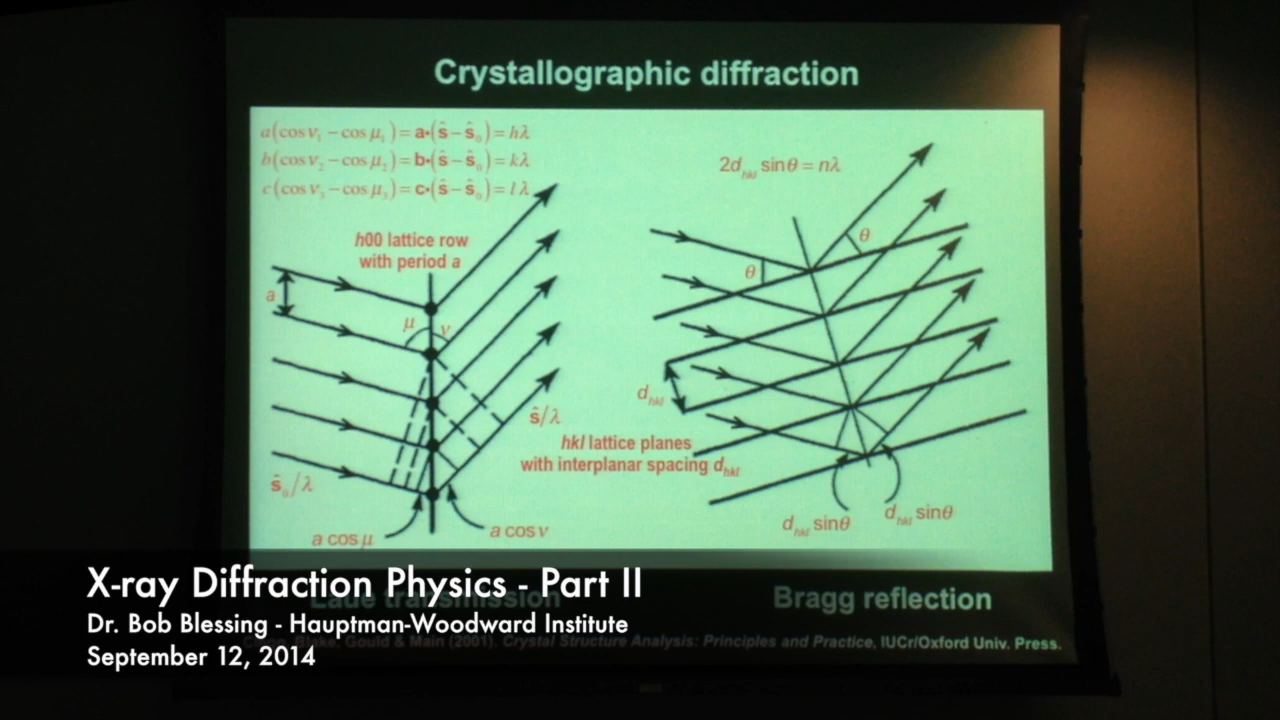 Crystallographic diffraction
a(cos ν₁ − cos μ₁) = a•(ŝ − ŝ₀) = hλ
b(cos ν₂ − cos μ₂) = b•(ŝ − ŝ₀) = kλ
c(cos ν₃ − cos μ₃) = c•(ŝ − ŝ₀) = lλ
2d_hkl sinθ = nλ
h00 lattice row
with period a
θ
θ
a
μ
ν
d_hkl
ŝ/λ
hkl lattice planes
with interplanar spacing d_hkl
ŝ₀/λ
a cos μ
a cos ν
d_hkl sinθ
d_hkl sinθ
X-ray Diffraction Physics - Part II
Laue transmission
Bragg reflection
Dr. Bob Blessing - Hauptman-Woodward Institute
Gould & Main (2001). Crystal Structure Analysis: Principles and Practice, IUCr/Oxford Univ. Press.
September 12, 2014